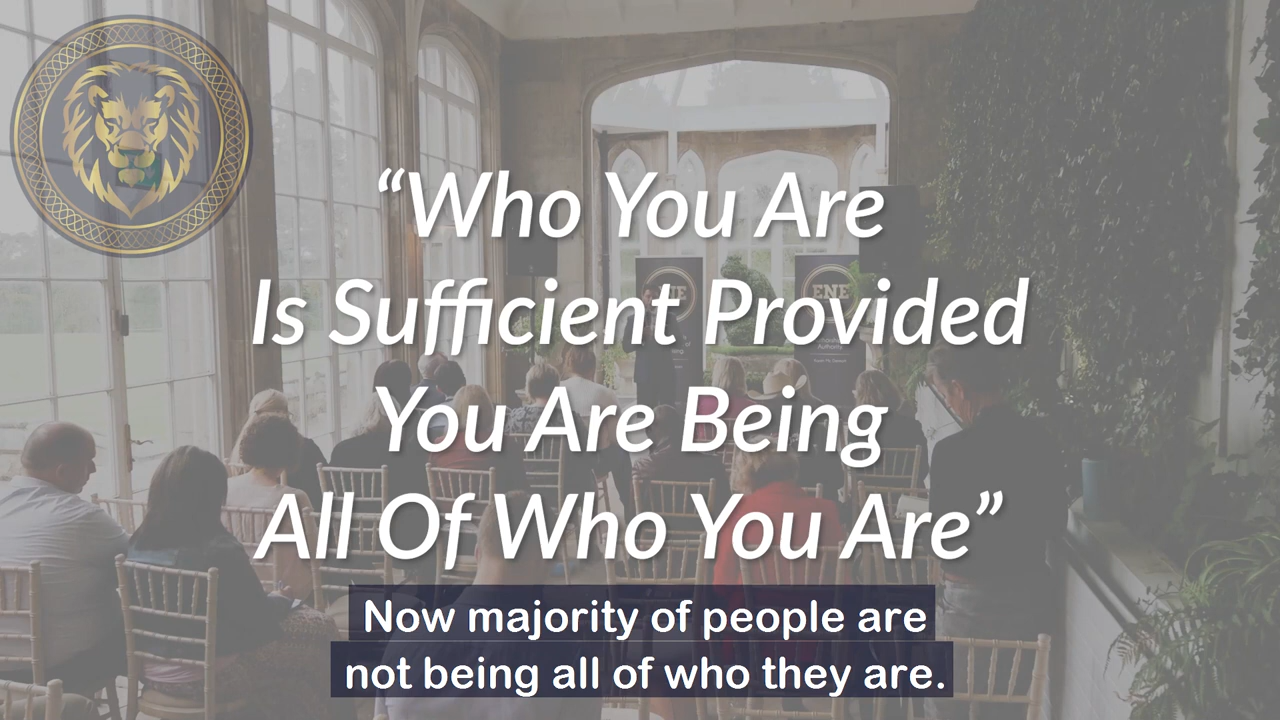 “Who You Are
Is Sufficient Provided
You Are Being
All Of Who You Are”
Now majority of people are
not being all of who they are.
ENE